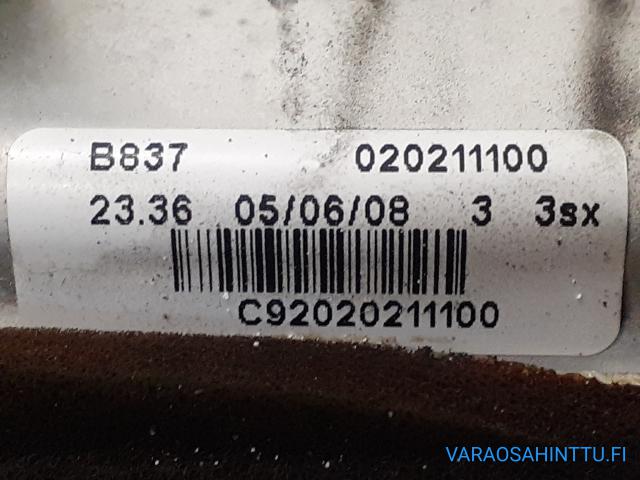 B837 020211100
23.36 05/06/08 3 3sx
C92020211100
VARAOSAHINTTU.FI